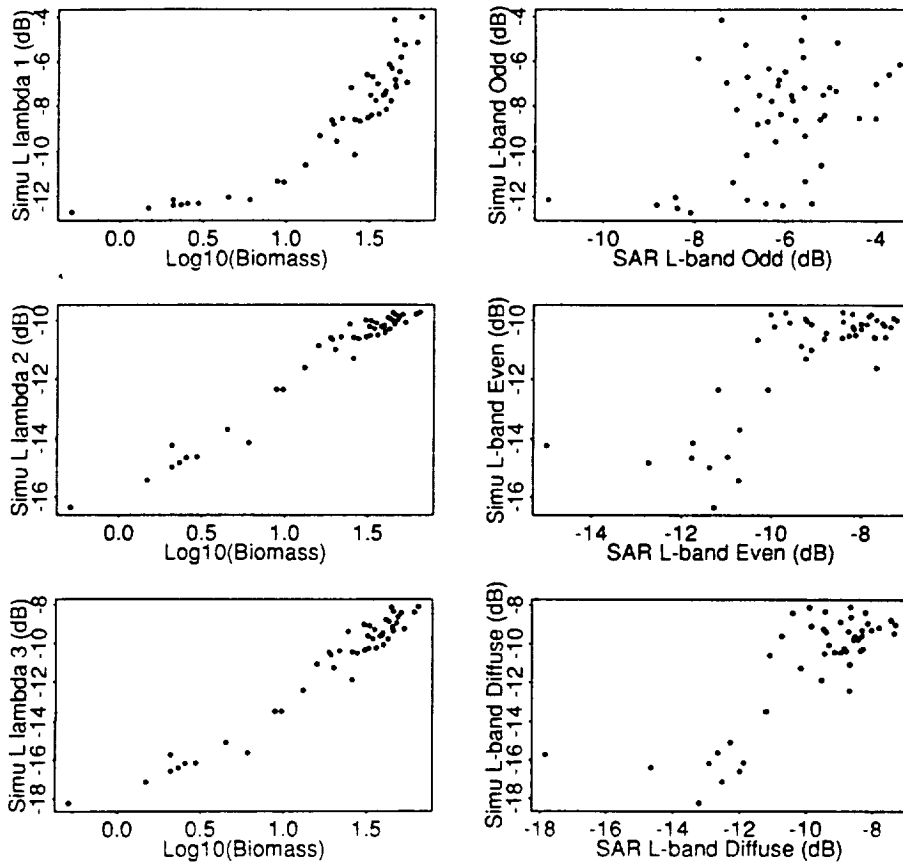 Simu L lambda 1 (dB)
-4
-6
-8
-10
-12
0.0 0.5 1.0 1.5
Log10(Biomass)
Simu L-band Odd (dB)
-4
-6
-8
-10
-12
-10 -8 -6 -4
SAR L-band Odd (dB)
Simu L lambda 2 (dB)
-10
-12
-14
-16
0.0 0.5 1.0 1.5
Log10(Biomass)
Simu L-band Even (dB)
-10
-12
-14
-16
-14 -12 -10 -8
SAR L-band Even (dB)
Simu L lambda 3 (dB)
-8
-10
-12
-14
-16
-18
0.0 0.5 1.0 1.5
Log10(Biomass)
Simu L-band Diffuse (dB)
-8
-10
-12
-14
-16
-18
-18 -16 -14 -12 -10 -8
SAR L-band Diffuse (dB)